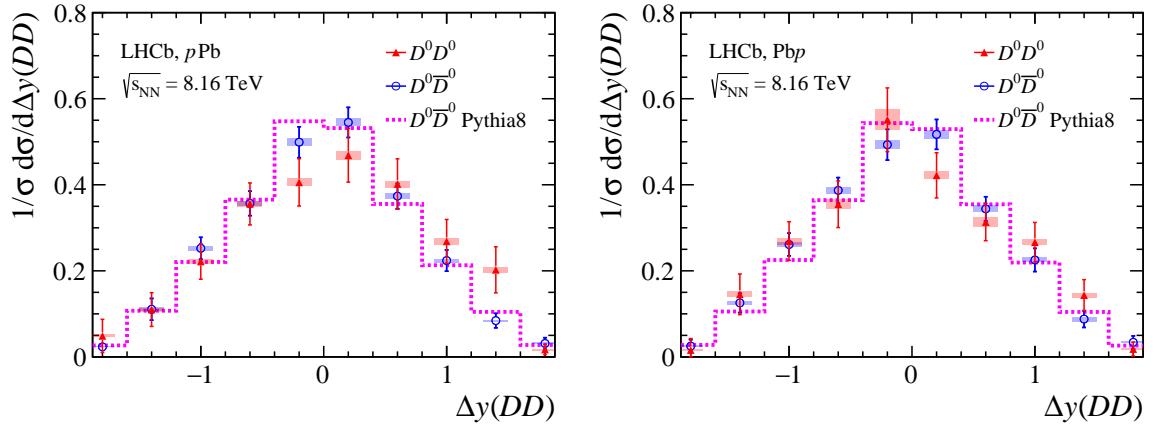 1/σ dσ/dΔy(DD)
0.8
0.6
0.4
0.2
0
LHCb, pPb
√s_NN = 8.16 TeV
D⁰D⁰
D⁰D̅⁰
D⁰D̅⁰ Pythia8
−1 0 1
Δy(DD)
1/σ dσ/dΔy(DD)
0.8
0.6
0.4
0.2
0
LHCb, Pbp
√s_NN = 8.16 TeV
D⁰D⁰
D⁰D̅⁰
D⁰D̅⁰ Pythia8
−1 0 1
Δy(DD)